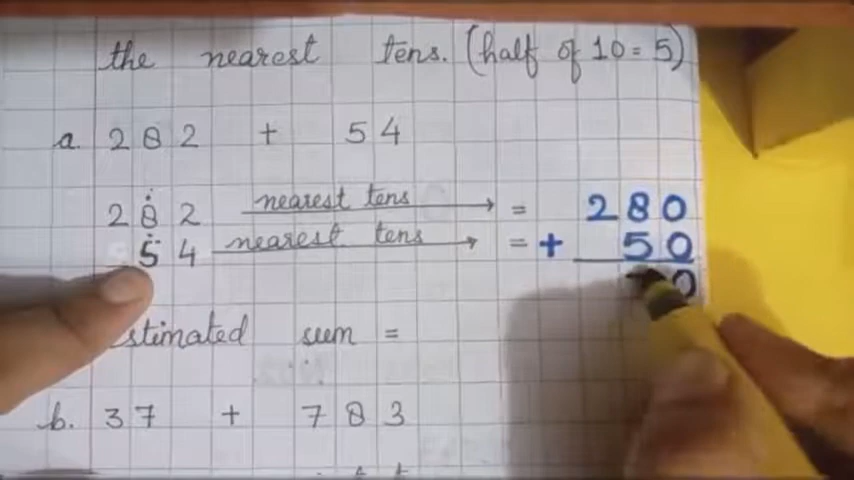 the nearest tens. (half of 10 = 5)
a. 282 + 54
282 nearest tens = 280
54 nearest tens = + 50
0
stimated sum =
b. 37 + 783